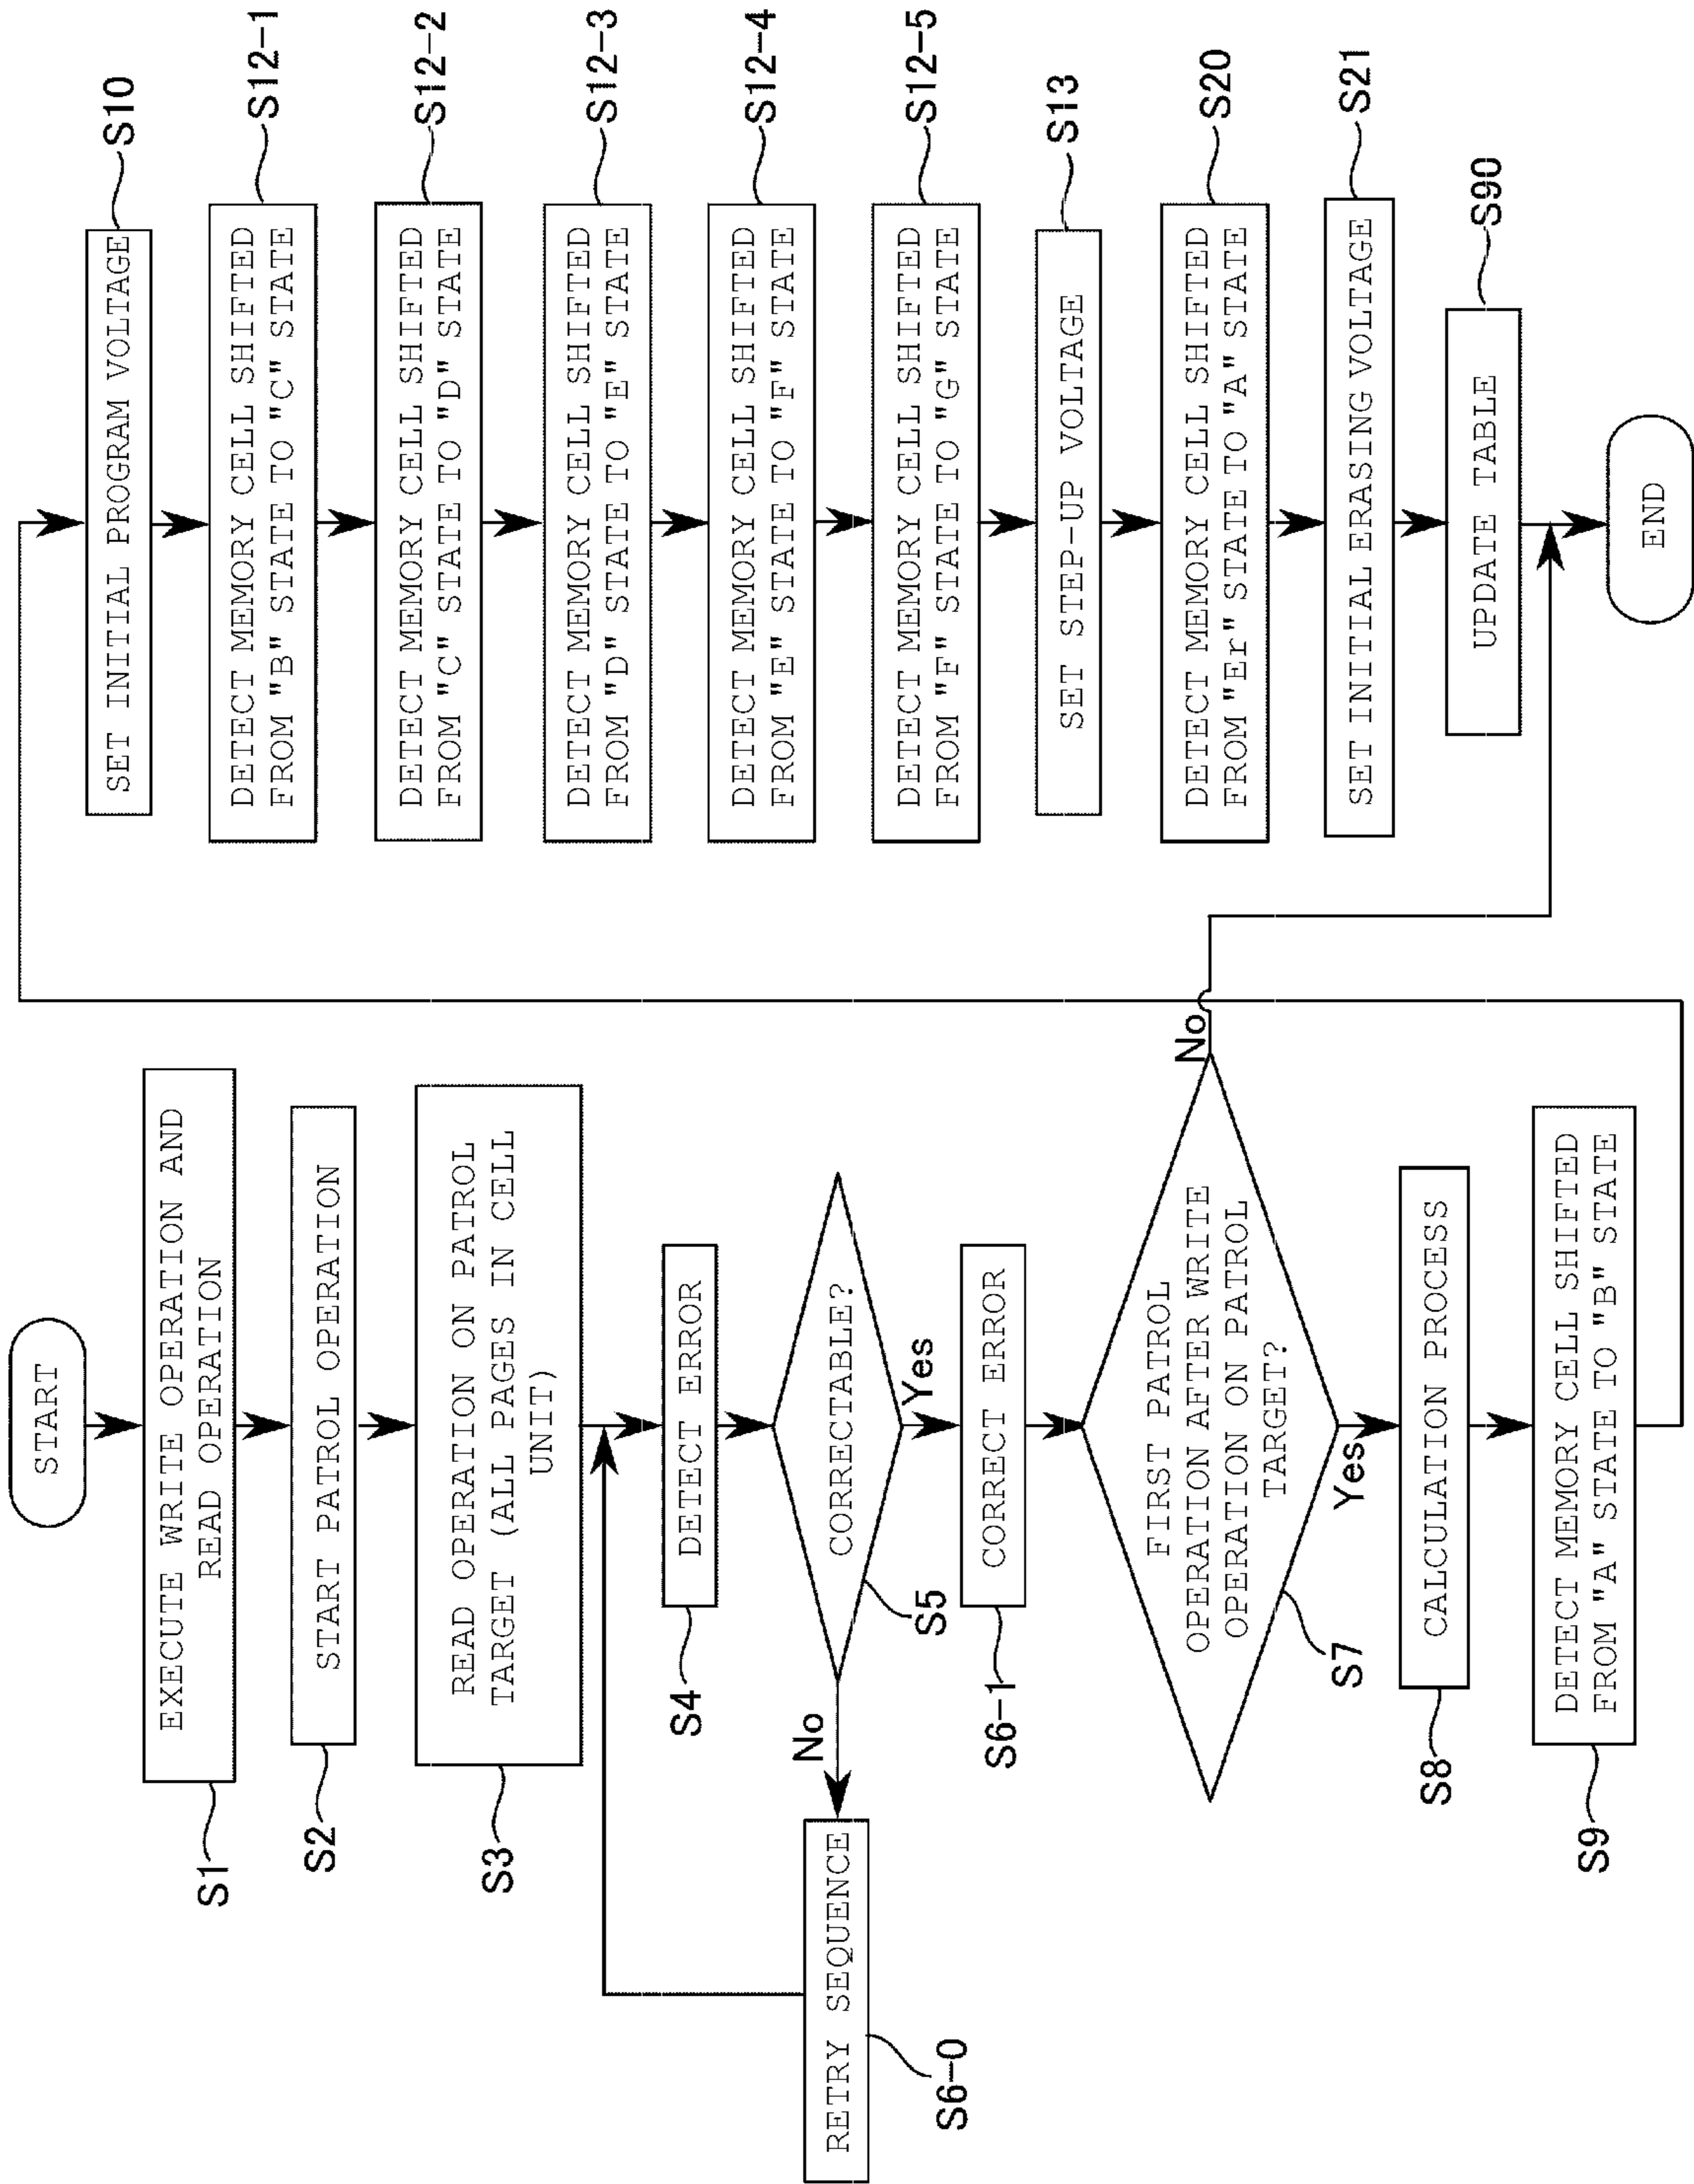 START
EXECUTE WRITE OPERATION AND
READ OPERATION
S1
START PATROL OPERATION
S2
READ OPERATION ON PATROL
TARGET (ALL PAGES IN CELL
UNIT)
S3
DETECT ERROR
S4
CORRECTABLE?
S5
No
Yes
RETRY SEQUENCE
S6-0
CORRECT ERROR
S6-1
FIRST PATROL
OPERATION AFTER WRITE
OPERATION ON PATROL
TARGET?
S7
No
Yes
CALCULATION PROCESS
S8
DETECT MEMORY CELL SHIFTED
FROM "A" STATE TO "B" STATE
S9
SET INITIAL PROGRAM VOLTAGE
S10
DETECT MEMORY CELL SHIFTED
FROM "B" STATE TO "C" STATE
S12-1
DETECT MEMORY CELL SHIFTED
FROM "C" STATE TO "D" STATE
S12-2
DETECT MEMORY CELL SHIFTED
FROM "D" STATE TO "E" STATE
S12-3
DETECT MEMORY CELL SHIFTED
FROM "E" STATE TO "F" STATE
S12-4
DETECT MEMORY CELL SHIFTED
FROM "F" STATE TO "G" STATE
S12-5
SET STEP-UP VOLTAGE
S13
DETECT MEMORY CELL SHIFTED
FROM "Er" STATE TO "A" STATE
S20
SET INITIAL ERASING VOLTAGE
S21
UPDATE TABLE
S90
END